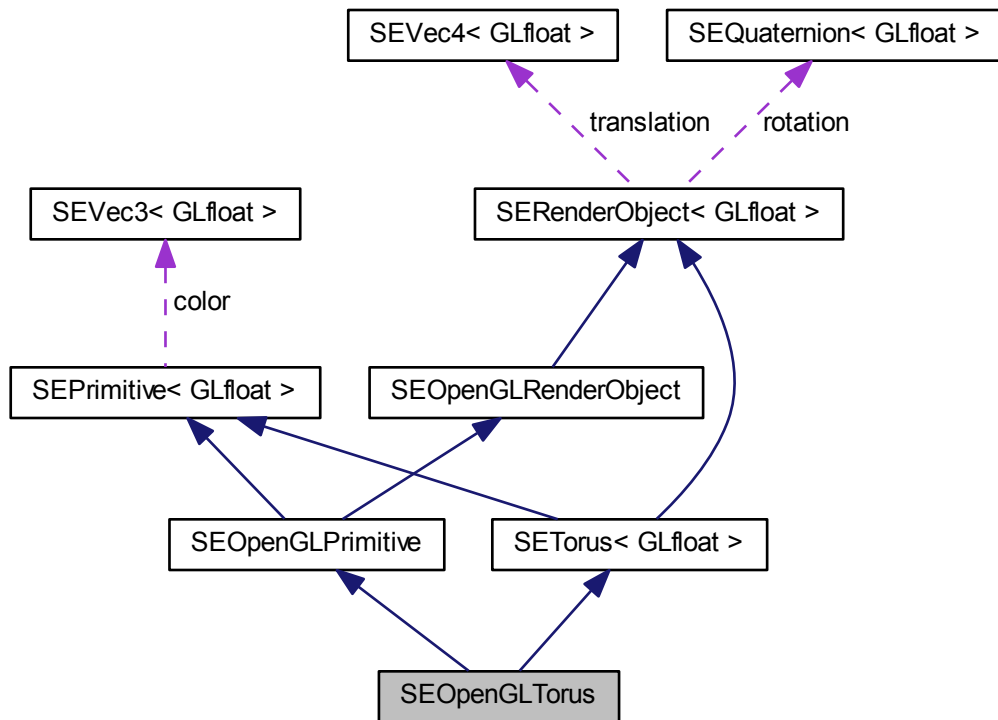 SEVec4< GLfloat >
SEQuaternion< GLfloat >
translation
rotation
SEVec3< GLfloat >
SERenderObject< GLfloat >
color
SEPrimitive< GLfloat >
SEOpenGLRenderObject
SEOpenGLPrimitive
SETorus< GLfloat >
SEOpenGLTorus